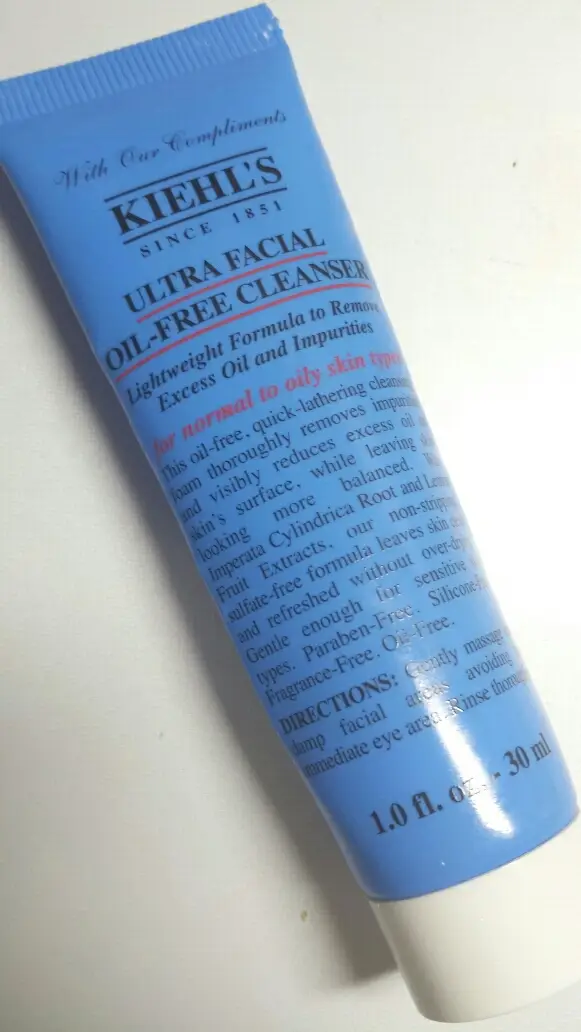 With Our Compliments
KIEHL'S
SINCE 1851
ULTRA FACIAL
OIL-FREE CLEANSER
Lightweight Formula to Remove
Excess Oil and Impurities
for normal to oily skin types
This oil-free, quick-lathering cleansing
foam thoroughly removes
and visibly reduces excess oil
skin's surface, while leaving
looking more balanced.
Imperata Cylindrica Root and
Fruit Extracts, our
sulfate-free formula leaves skin
and refreshed without
Gentle enough for sensitive
types. Paraben-Free.
Fragrance-Free. Oil-Free.
DIRECTIONS: Gently massage
damp facial areas avoiding
immediate eye area. Rinse
1.0 fl. oz. - 30 ml